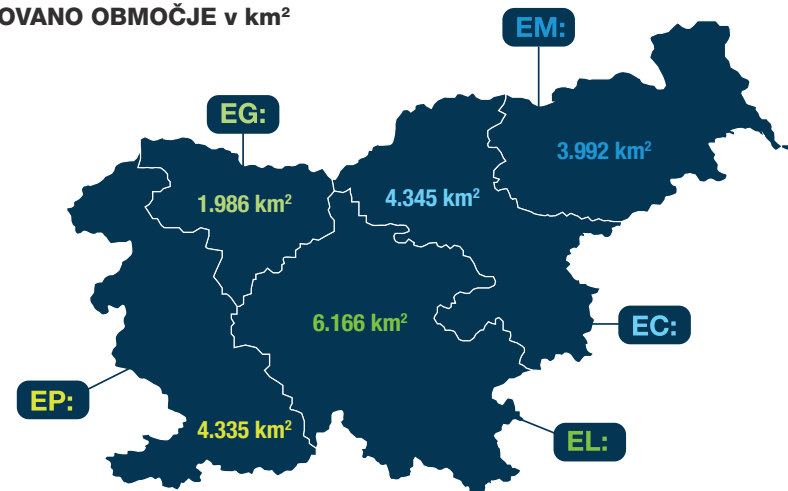 OBMOČJE v km²
EM:
EG:
3.992 km²
1.986 km²
4.345 km²
6.166 km²
EC:
EP:
4.335 km²
EL: